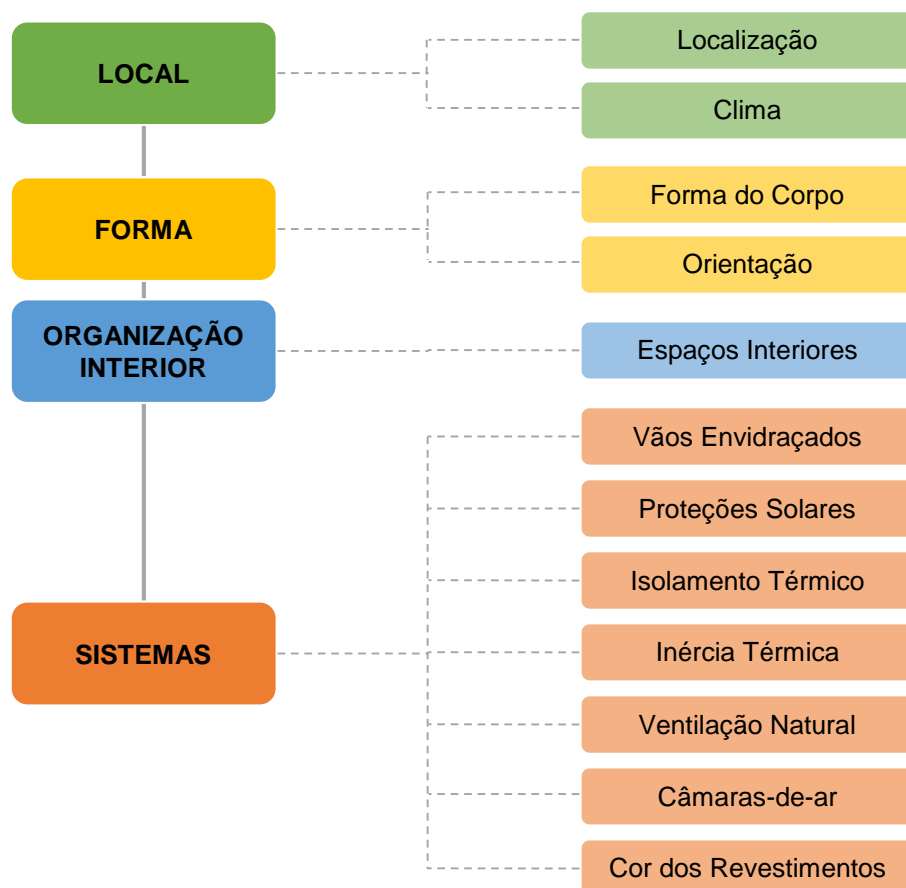 LOCAL
Localização
Clima
FORMA
Forma do Corpo
Orientação
ORGANIZAÇÃO
INTERIOR
Espaços Interiores
SISTEMAS
Vãos Envidraçados
Proteções Solares
Isolamento Térmico
Inércia Térmica
Ventilação Natural
Câmaras-de-ar
Cor dos Revestimentos